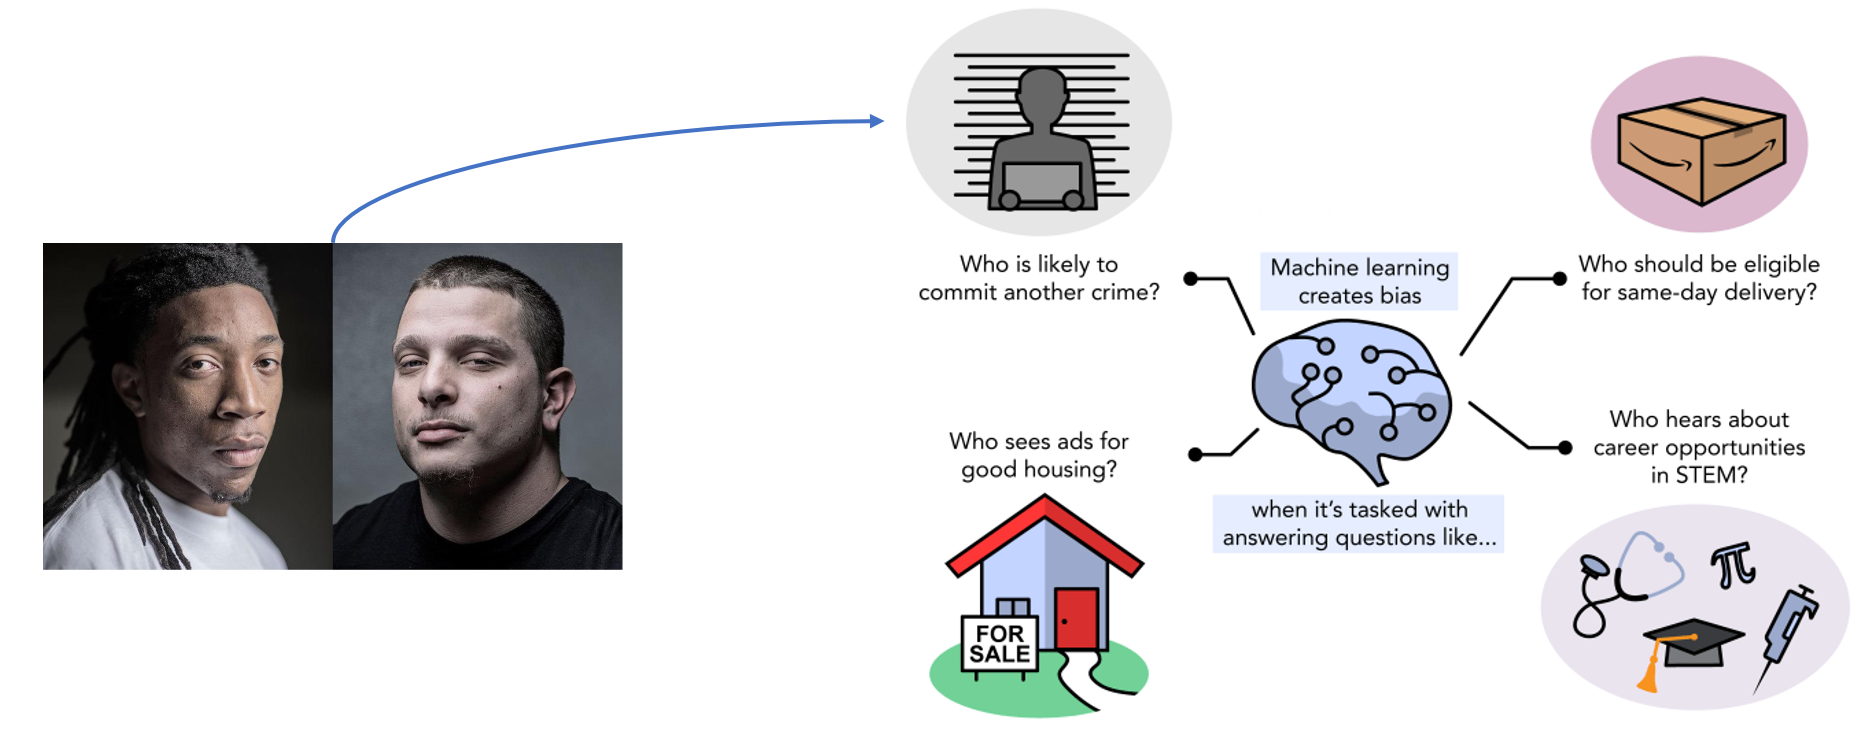 Who is likely to
commit another crime?
Machine learning
creates bias
Who should be eligible
for same-day delivery?
Who sees ads for
good housing?
Who hears about
career opportunities
in STEM?
when it's tasked with
answering questions like...
FOR
SALE
π